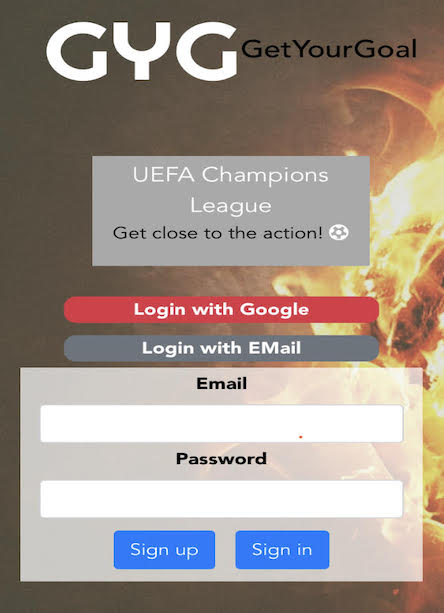 GYG GetYourGoal
UEFA Champions
League
Get close to the action! ⚽
Login with Google
Login with EMail
Email
Password
Sign up Sign in